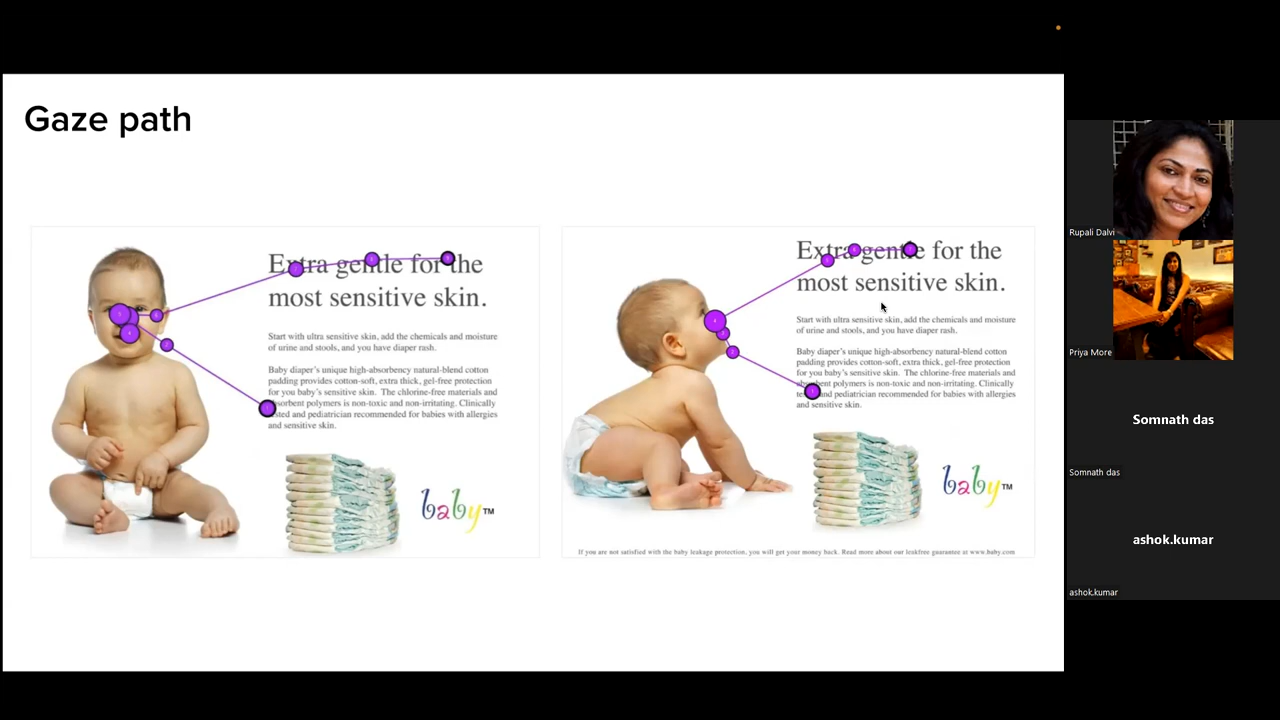 Gaze path
Extra gentle for the
most sensitive skin.
Start with ultra sensitive skin, add the chemicals and moisture
of urine and stools, and you have diaper rash.
Baby diaper's unique high-absorbency natural-blend cotton
padding provides cotton-soft, extra thick, gel-free protection
for you baby's sensitive skin. The chlorine-free materials and
absorbent polymers is non-toxic and non-irritating. Clinically
tested and pediatrician recommended for babies with allergies
and sensitive skin.
baby™
Extra gentle for the
most sensitive skin.
Start with ultra sensitive skin, add the chemicals and moisture
of urine and stools, and you have diaper rash.
Baby diaper's unique high-absorbency natural-blend cotton
padding provides cotton-soft, extra thick, gel-free protection
for you baby's sensitive skin. The chlorine-free materials and
absorbent polymers is non-toxic and non-irritating. Clinically
tested and pediatrician recommended for babies with allergies
and sensitive skin.
baby™
If you are not satisfied with the baby leakage protection, you will get your money back. Read more about our leakfree guarantee at www.baby.com
Rupali Dalvi
Priya More
Somnath das
Somnath das
ashok.kumar
ashok.kumar